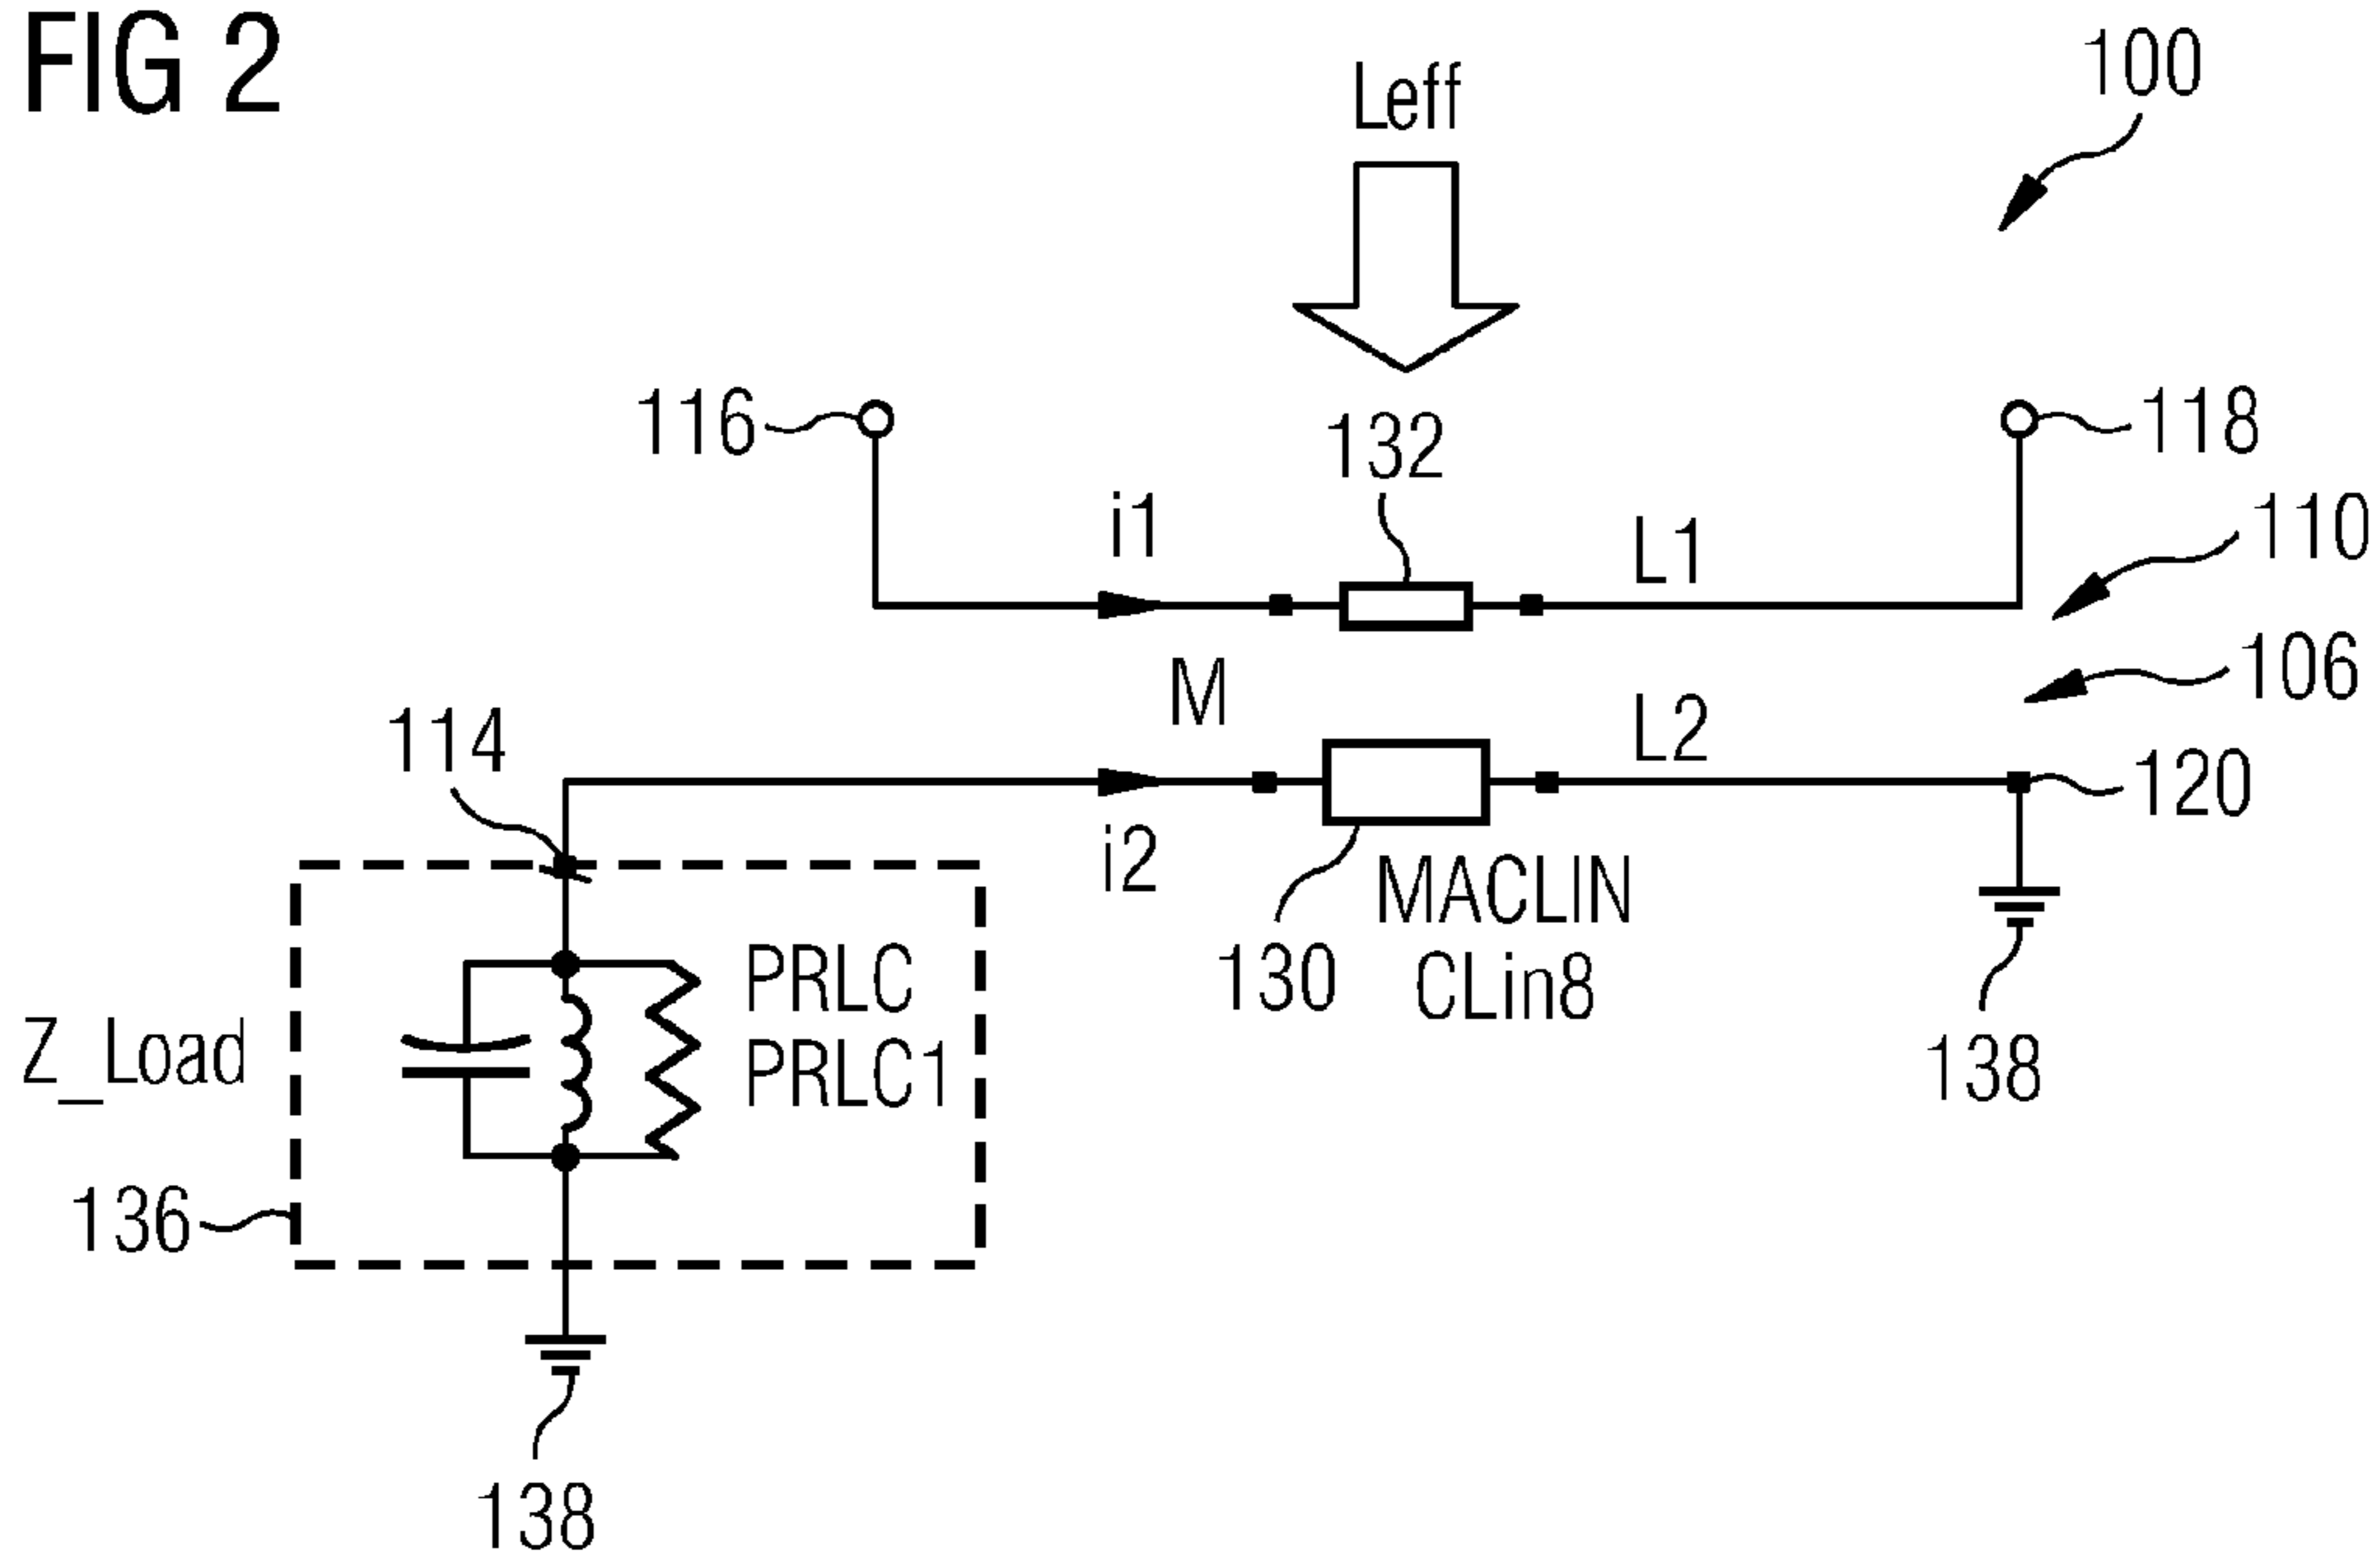 FIG 2
Leff
100
116
132
118
i1
L1
110
M
106
114
L2
120
i2
MACLIN
130
CLin8
PRLC
Z_Load
PRLC1
138
136
138